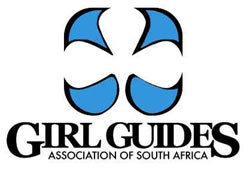 GIRL GUIDES
ASSOCIATION OF SOUTH AFRICA